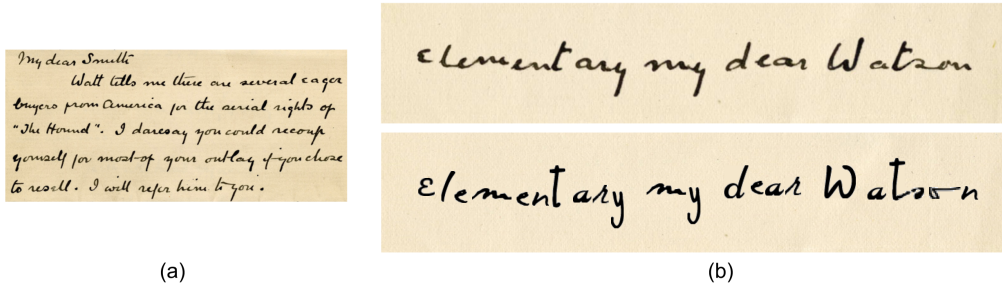 My dear Smith
Watt tells me there are several eager
buyers from America for the serial rights of
"The Hound". I daresay you could recoup
yourself for most of your outlay if you chose
to resell. I will refer him to you.
(a)
Elementary my dear Watson
Elementary my dear Watson
(b)